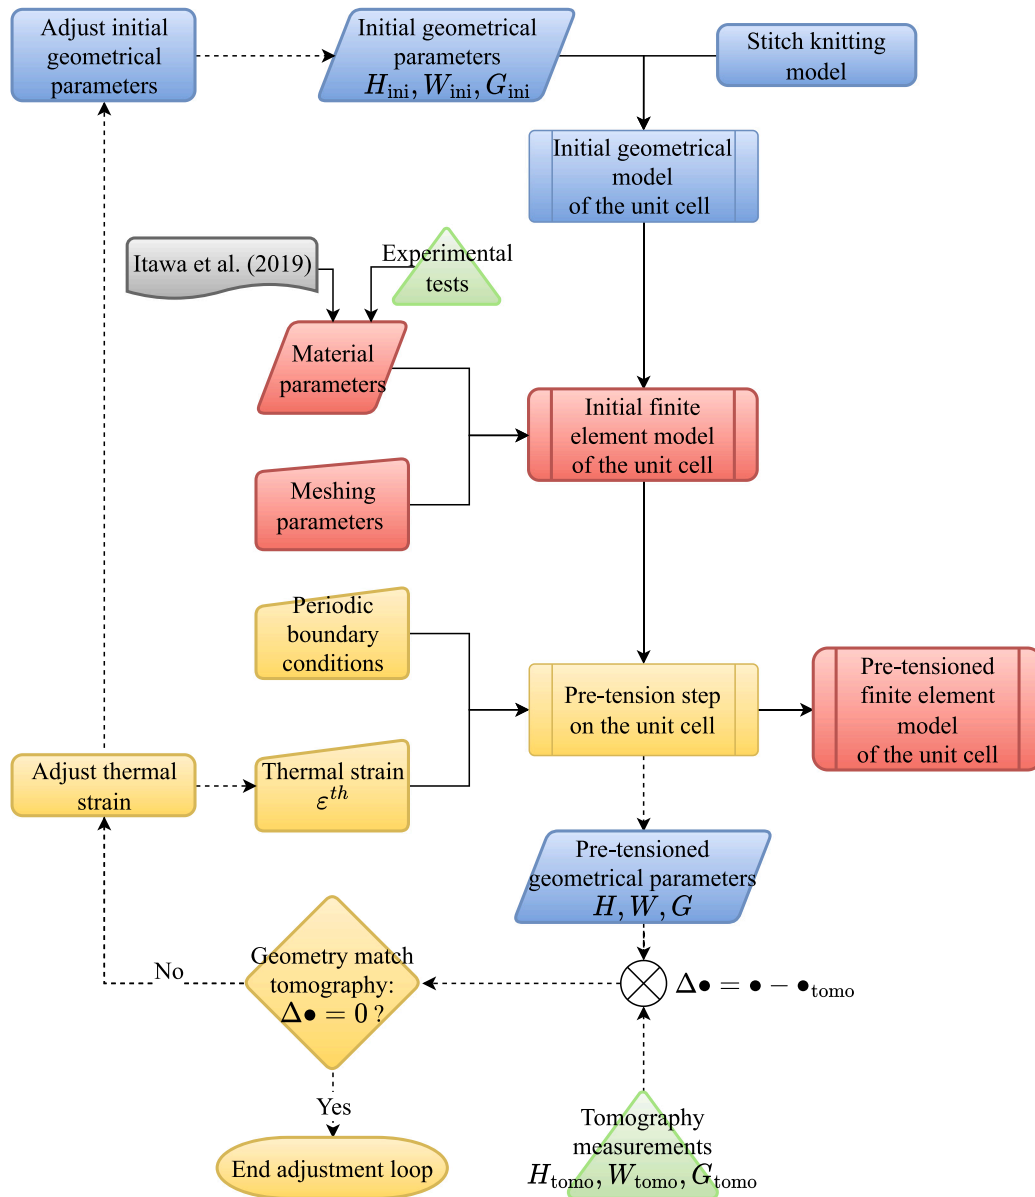 Adjust initial
geometrical
parameters
Initial geometrical
parameters
H_ini, W_ini, G_ini
Stitch knitting
model
Initial geometrical
model
of the unit cell
Itawa et al. (2019)
Experimental
tests
Material
parameters
Initial finite
element model
of the unit cell
Meshing
parameters
Periodic
boundary
conditions
Pre-tension step
on the unit cell
Pre-tensioned
finite element
model
of the unit cell
Adjust thermal
strain
Thermal strain
ε^th
Pre-tensioned
geometrical parameters
H, W, G
No
Geometry match
tomography:
Δ• = 0 ?
Δ• = • − •_tomo
Yes
End adjustment loop
Tomography
measurements
H_tomo, W_tomo, G_tomo